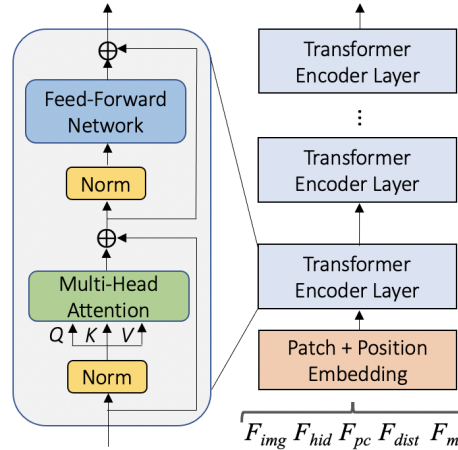 Feed-Forward
Network
Norm
Multi-Head
Attention
Q K V
Norm
Transformer
Encoder Layer
...
Transformer
Encoder Layer
Transformer
Encoder Layer
Patch + Position
Embedding
F_img F_hid F_pc F_dist F_m